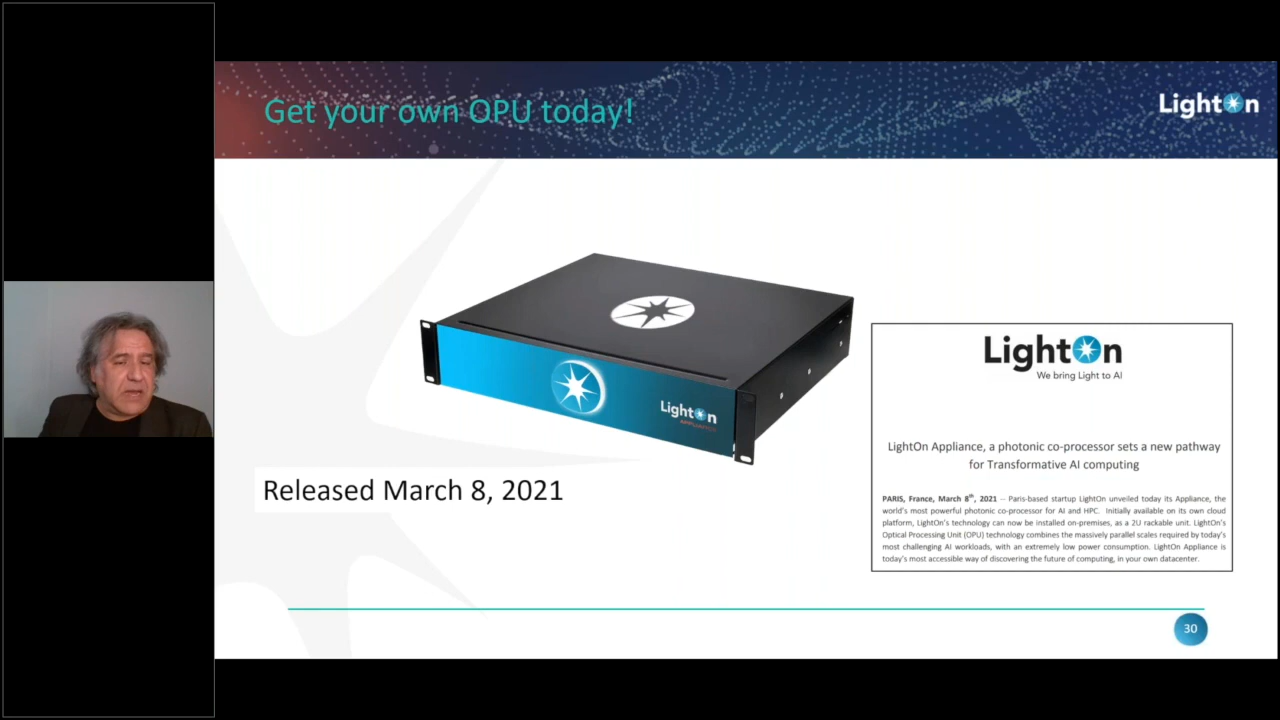 Get your own OPU today!
LightOn
LightOn
APPLIANCE
Released March 8, 2021
LightOn
We bring Light to AI
LightOn Appliance, a photonic co-processor sets a new pathway
for Transformative AI computing
PARIS, France, March 8th, 2021 – Paris-based startup LightOn unveiled today its Appliance, the
world's most powerful photonic co-processor for AI and HPC. Initially available on its own cloud
platform, LightOn's technology can now be installed on-premises, as a 2U rackable unit. LightOn's
Optical Processing Unit (OPU) technology combines the massively parallel scales required by today's
most challenging AI workloads, with an extremely low power consumption. LightOn Appliance is
today's most accessible way of discovering the future of computing, in your own datacenter.
30